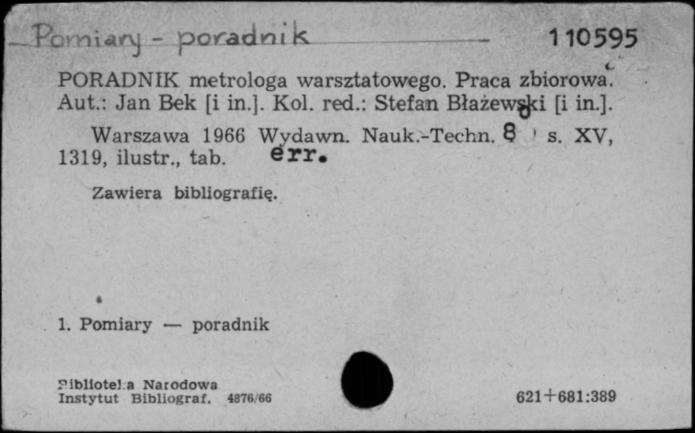 Pomiary - poradnik 110595
PORADNIK metrologa warsztatowego. Praca zbiorowa.
Aut.: Jan Bek [i in.]. Kol. red.: Stefan Błażewski [i in.].
Warszawa 1966 Wydawn. Nauk.-Techn. 8° s. XV,
1319, ilustr., tab. err.
Zawiera bibliografię.
1. Pomiary — poradnik
Biblioteka Narodowa
Instytut Bibliograf. 4876/66 621+681:389